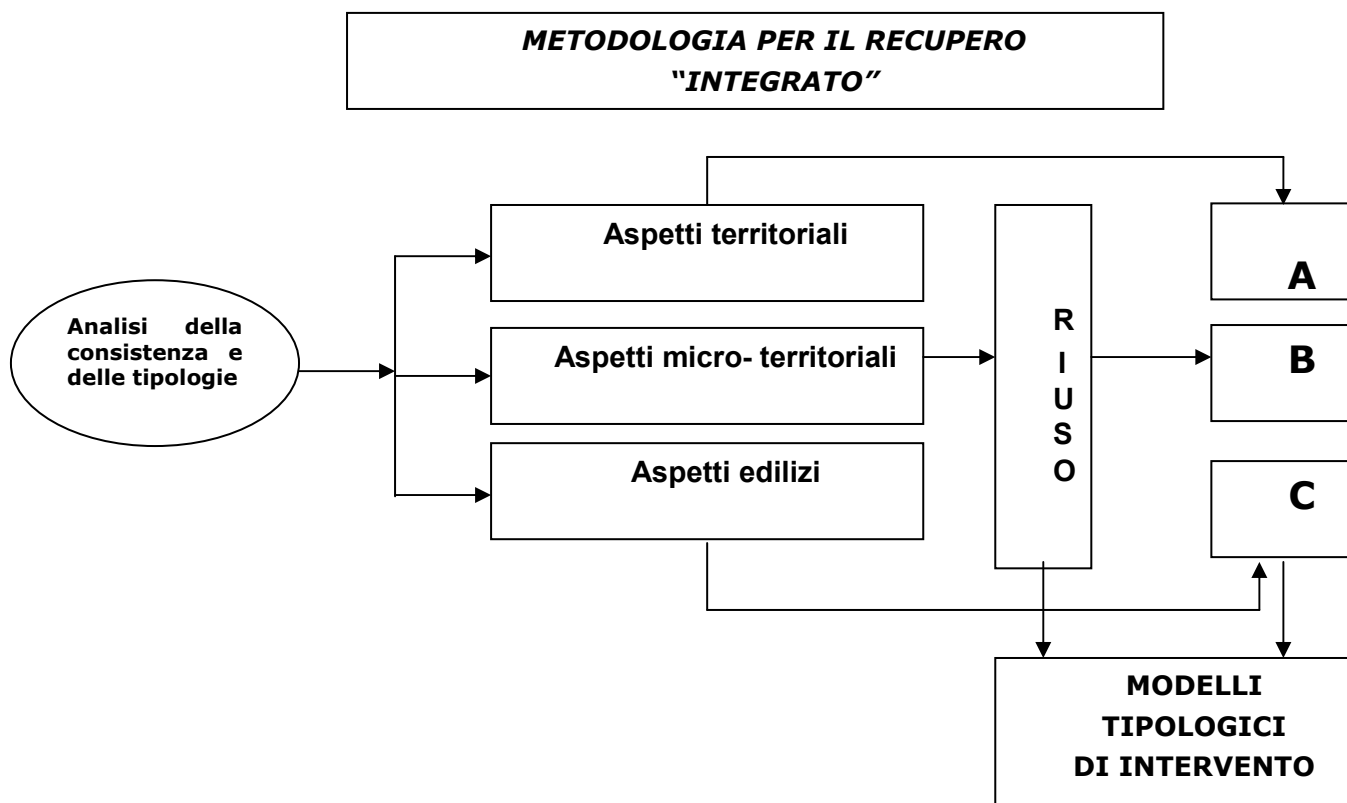 METODOLOGIA PER IL RECUPERO
“INTEGRATO”
Aspetti territoriali
A
Analisi della
consistenza e
delle tipologie
Aspetti micro- territoriali
R
I
U
S
O
B
Aspetti edilizi
C
MODELLI
TIPOLOGICI
DI INTERVENTO